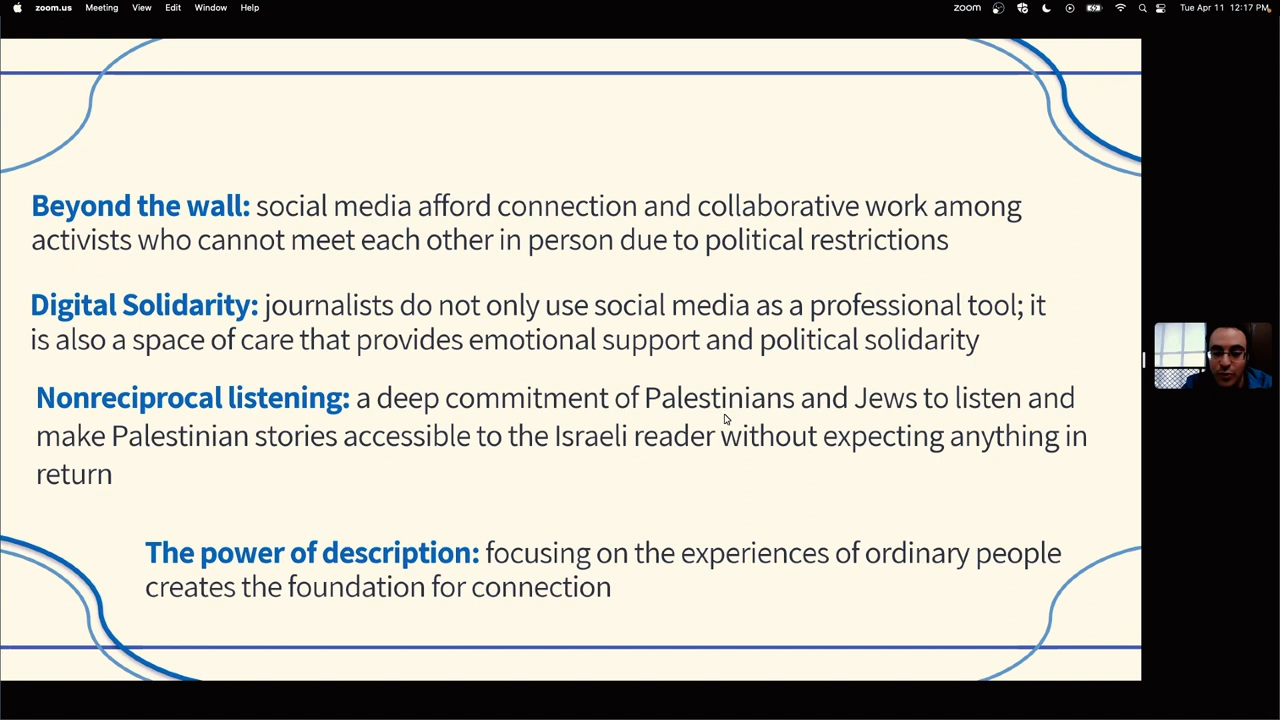 zoom.us Meeting View Edit Window Help zoom Tue Apr 11 12:17 PM
Beyond the wall: social media afford connection and collaborative work among
activists who cannot meet each other in person due to political restrictions
Digital Solidarity: journalists do not only use social media as a professional tool; it
is also a space of care that provides emotional support and political solidarity
Nonreciprocal listening: a deep commitment of Palestinians and Jews to listen and
make Palestinian stories accessible to the Israeli reader without expecting anything in
return
The power of description: focusing on the experiences of ordinary people
creates the foundation for connection